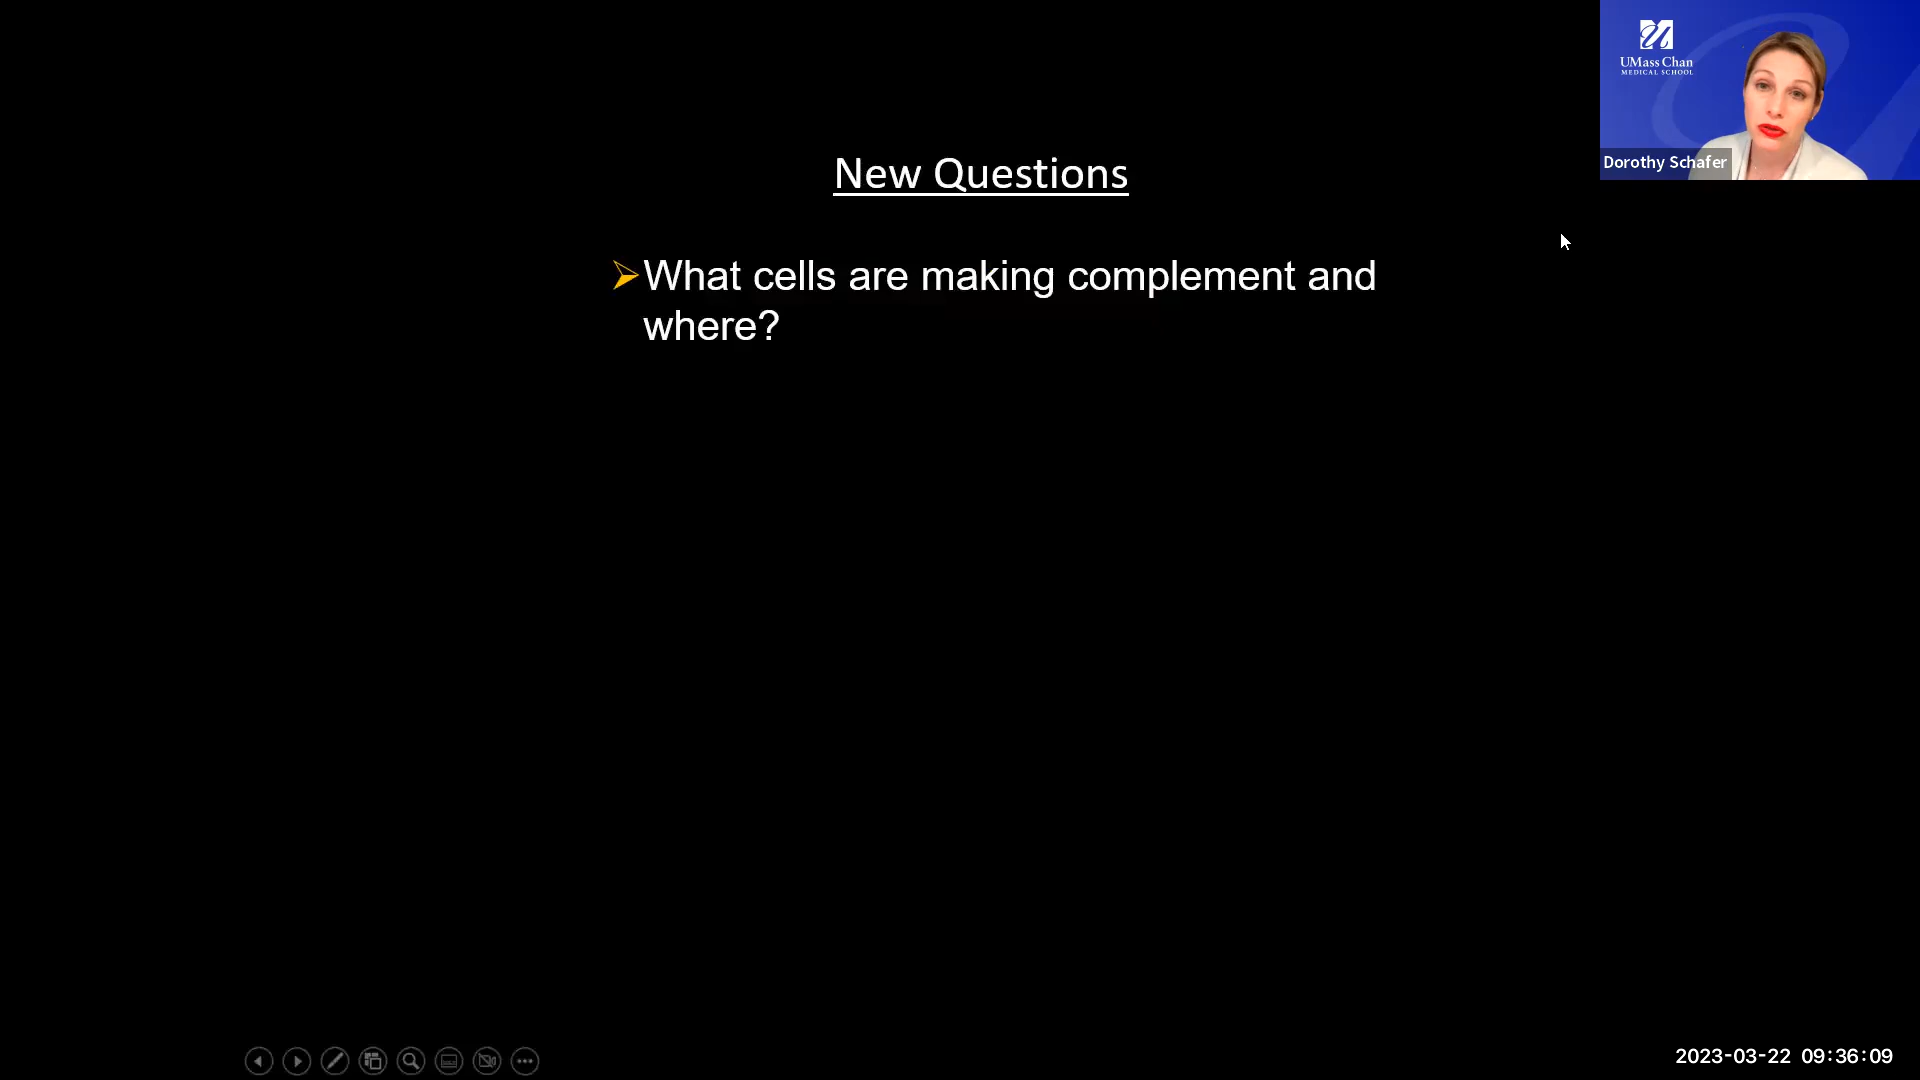 UMass Chan
MEDICAL SCHOOL
Dorothy Schafer
New Questions
What cells are making complement and
where?
2023-03-22 09:36:09